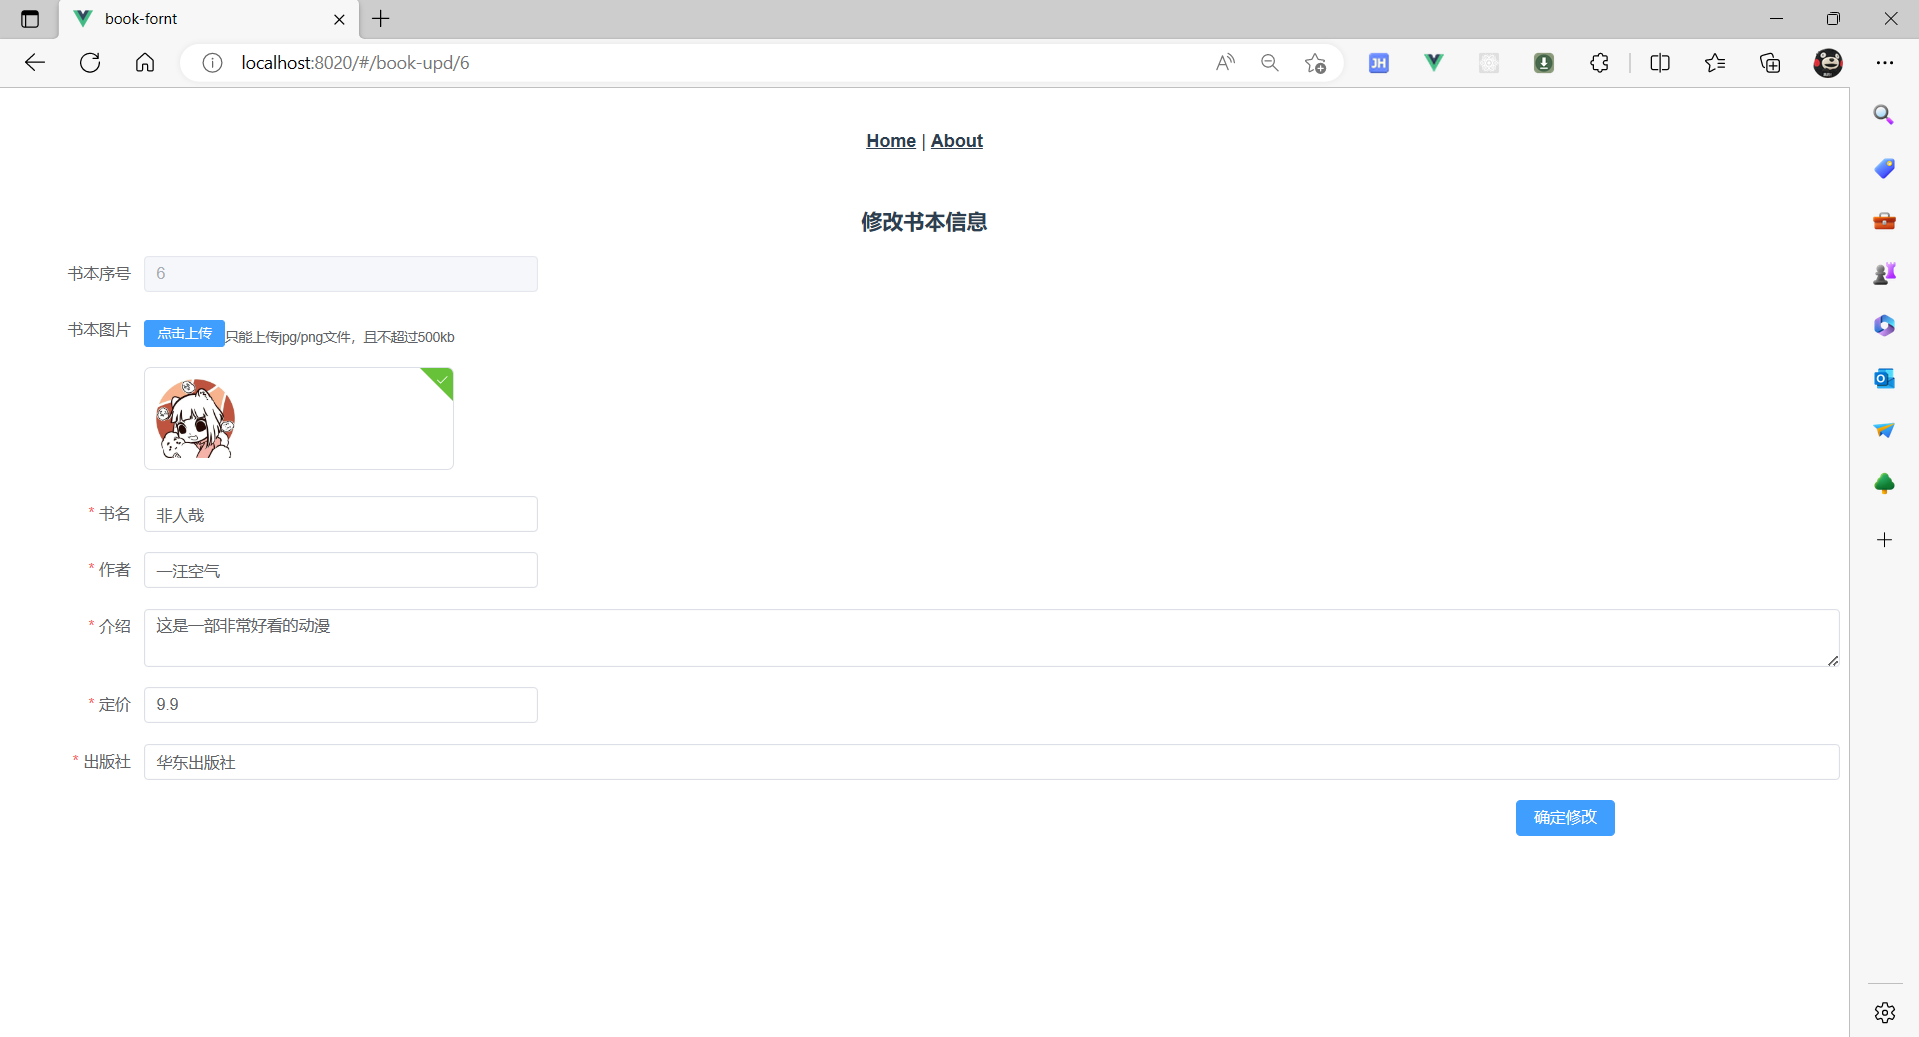 book-fornt
localhost:8020/#/book-upd/6
JH
Home | About
修改书本信息
书本序号 6
书本图片 点击上传 只能上传jpg/png文件，且不超过500kb
* 书名 非人哉
* 作者 一汪空气
* 介绍 这是一部非常好看的动漫
* 定价 9.9
* 出版社 华东出版社
确定修改